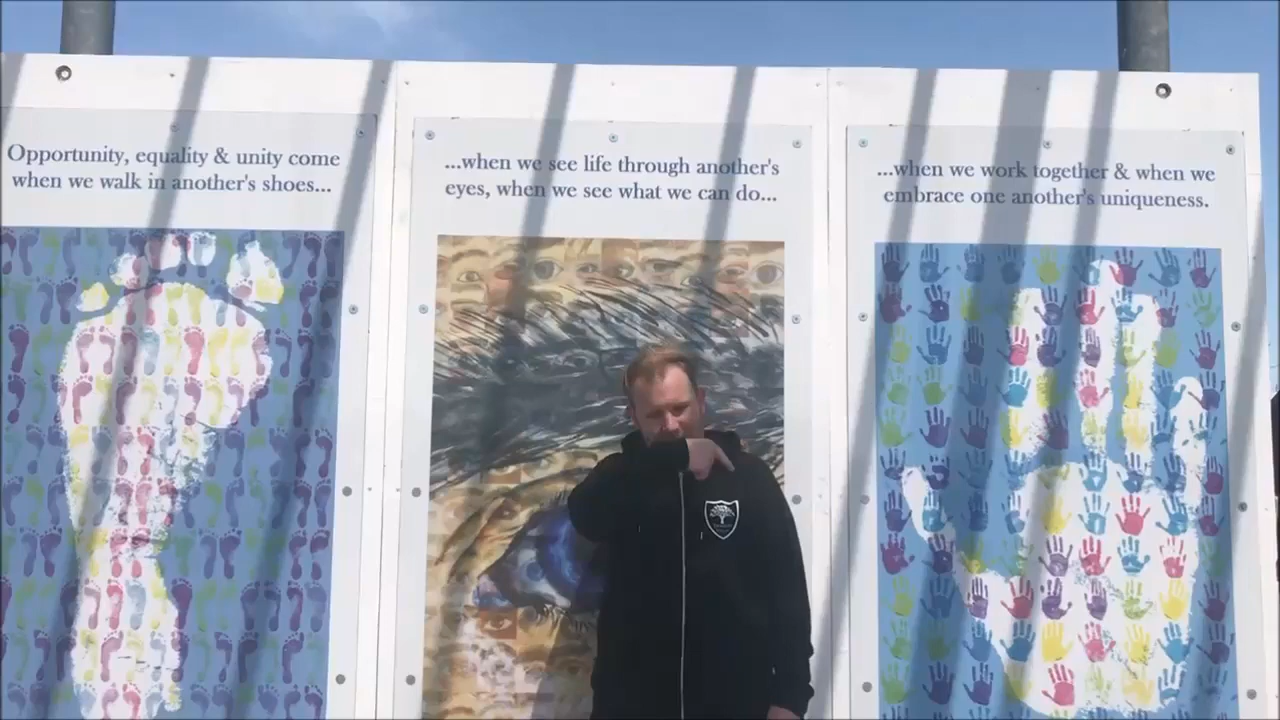 Opportunity, equality & unity come
when we walk in another's shoes...
...when we see life through another's
eyes, when we see what we can do...
...when we work together & when we
embrace one another's uniqueness.